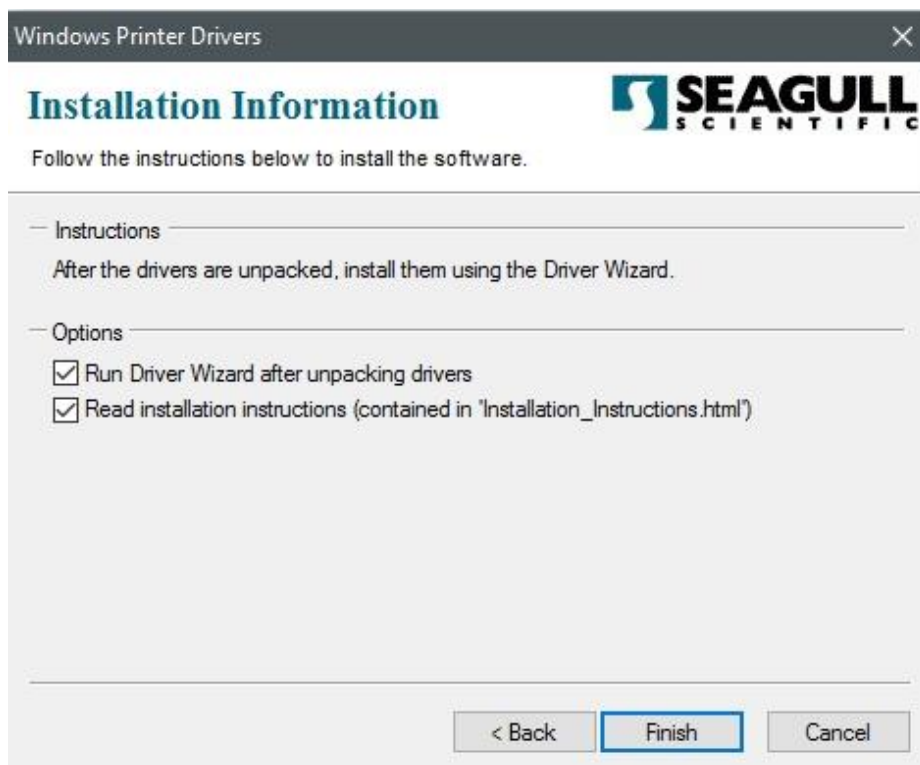 Windows Printer Drivers
Installation Information
SEAGULL
SCIENTIFIC
Follow the instructions below to install the software.
Instructions
After the drivers are unpacked, install them using the Driver Wizard.
Options
Run Driver Wizard after unpacking drivers
Read installation instructions (contained in 'Installation_Instructions.html')
< Back Finish Cancel